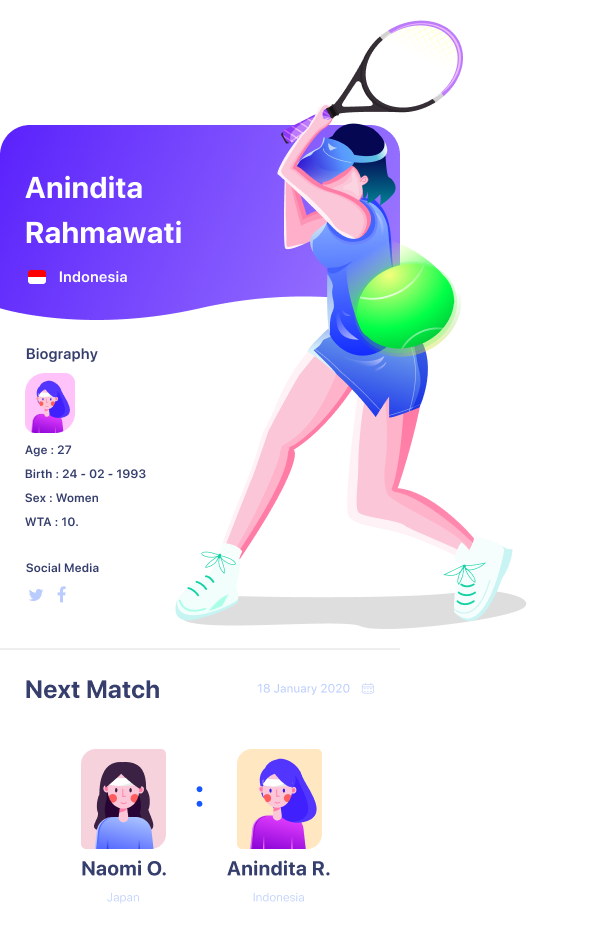 Anindita
Rahmawati
Indonesia
Biography
Age : 27
Birth : 24 - 02 - 1993
Sex : Women
WTA : 10.
Social Media
Next Match
18 January 2020
:
Naomi O.
Anindita R.
Japan
Indonesia